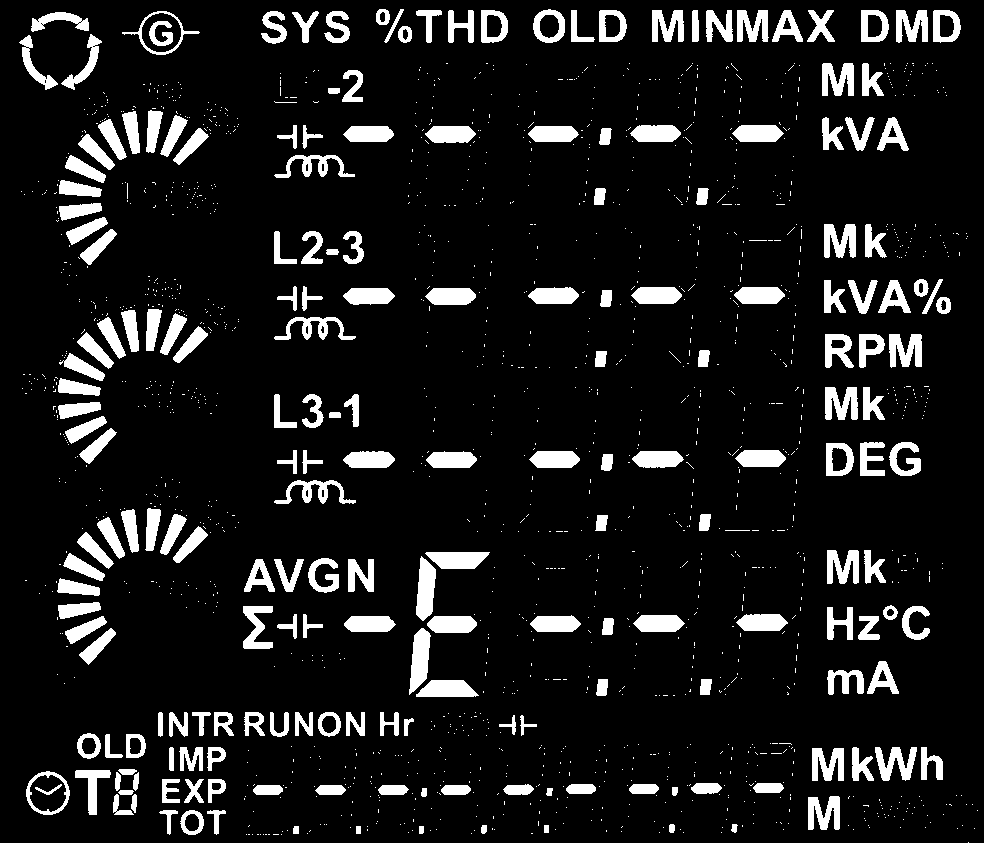 G SYS %THD OLD MINMAX DMD
-2 Mk
- - - - - kVA
L2-3 Mk
- - - - - kVA%
RPM
L3-1 Mk
- - - - - DEG
AVGN Mk
Σ - E - - - Hz°C
mA
INTR RUNON Hr
OLD IMP MkWh
T8 EXP - - - - - - - - -
TOT M